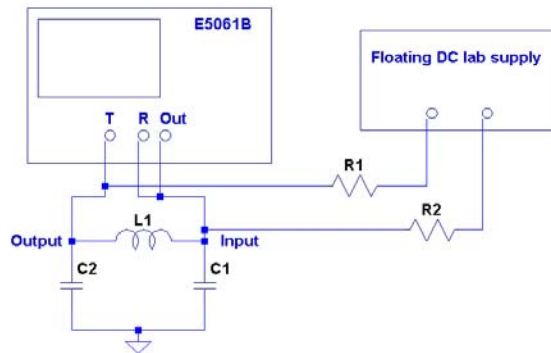 E5061B
Floating DC lab supply
T R Out
R1
L1
R2
Output
Input
C2
C1